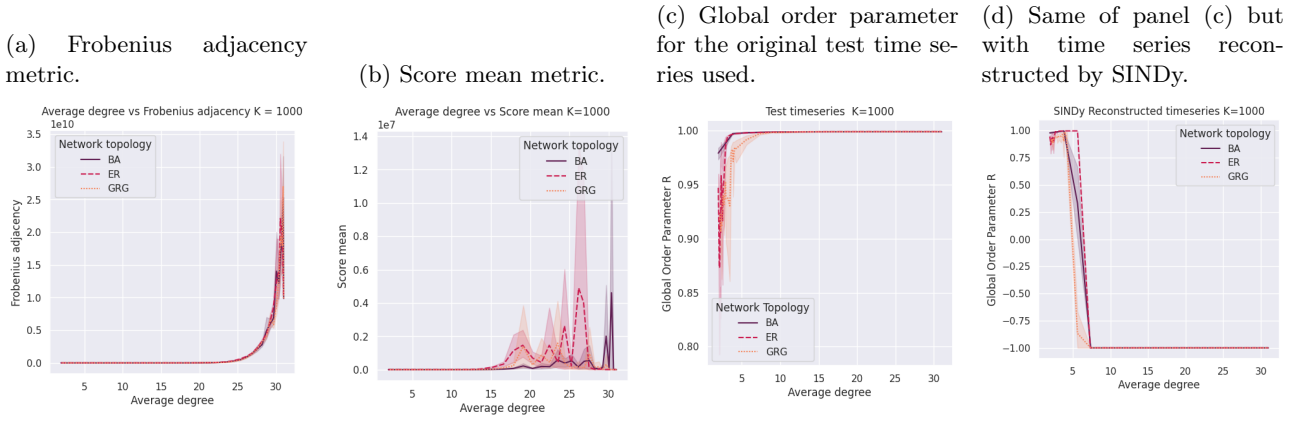 (a) Frobenius adjacency
metric.
(b) Score mean metric.
(c) Global order parameter
for the original test time se-
ries used.
(d) Same of panel (c) but
with time series recon-
structed by SINDy.
Average degree vs Frobenius adjacency K = 1000
1e10
3.5
3.0
2.5
2.0
1.5
1.0
0.5
0.0
Frobenius adjacency
Network topology
BA
ER
GRG
5 10 15 20 25 30
Average degree
Average degree vs Score mean K=1000
1e7
1.4
1.2
1.0
0.8
0.6
0.4
0.2
0.0
Score mean
Network topology
BA
ER
GRG
5 10 15 20 25 30
Average degree
Test timeseries K=1000
1.00
0.95
0.90
0.85
0.80
Global Order Parameter R
Network Topology
BA
ER
GRG
5 10 15 20 25 30
Average degree
SINDy Reconstructed timeseries K=1000
1.00
0.75
0.50
0.25
0.00
−0.25
−0.50
−0.75
−1.00
Global Order Parameter R
Network topology
BA
ER
GRG
5 10 15 20 25 30
Average degree